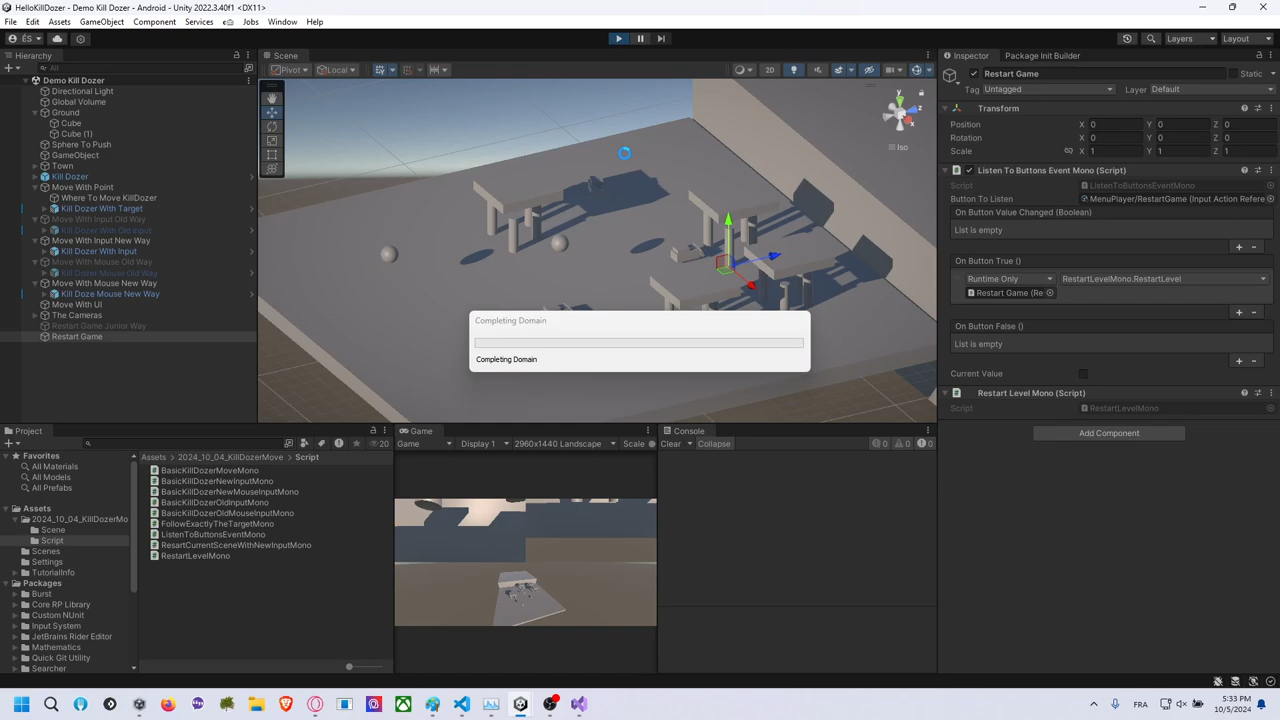 HelloKillDozer - Demo Kill Dozer - Android - Unity 2022.3.40f1 <DX11>
File Edit Assets GameObject Component Services Jobs Window Help
ÉS Layers Layout
Hierarchy
All
Demo Kill Dozer
Directional Light
Global Volume
Ground
Cube
Cube (1)
Sphere To Push
GameObject
Town
Kill Dozer
Move With Point
Where To Move KillDozer
Kill Dozer With Target
Move With Input Old Way
Kill Dozer With Old Input
Move With Input New Way
Kill Dozer With Input
Move With Mouse Old Way
Kill Dozer Mouse Old Way
Move With Mouse New Way
Kill Doze Mouse New Way
Move With UI
The Cameras
Restart Game Junior Way
Restart Game
Scene
Pivot Local 2D
y
x
Iso
Completing Domain
Completing Domain
Inspector Package Init Builder
Restart Game Static
Tag Untagged Layer Default
Transform
Position X 0 Y 0 Z 0
Rotation X 0 Y 0 Z 0
Scale X 1 Y 1 Z 1
Listen To Buttons Event Mono (Script)
Script ListenToButtonsEventMono
Button To Listen MenuPlayer/RestartGame (Input Action Refere
On Button Value Changed (Boolean)
List is empty
On Button True ()
Runtime Only RestartLevelMono.RestartLevel
Restart Game (Re
On Button False ()
List is empty
Current Value
Restart Level Mono (Script)
Script RestartLevelMono
Add Component
Project
20
Favorites
All Materials
All Models
All Prefabs
Assets
2024_10_04_KillDozerMo
Scene
Script
Scenes
Settings
TutorialInfo
Packages
Burst
Core RP Library
Custom NUnit
Input System
JetBrains Rider Editor
Mathematics
Quick Git Utility
Searcher
Assets 2024_10_04_KillDozerMove Script
BasicKillDozerMoveMono
BasicKillDozerNewInputMono
BasicKillDozerNewMouseInputMono
BasicKillDozerOldInputMono
BasicKillDozerOldMouseInputMono
FollowExactlyTheTargetMono
ListenToButtonsEventMono
ResartCurrentSceneWithNewInputMono
RestartLevelMono
Game
Game Display 1 2960x1440 Landscape Scale
Console
Clear Collapse 0 0 0
FRA 5:33 PM
10/5/2024